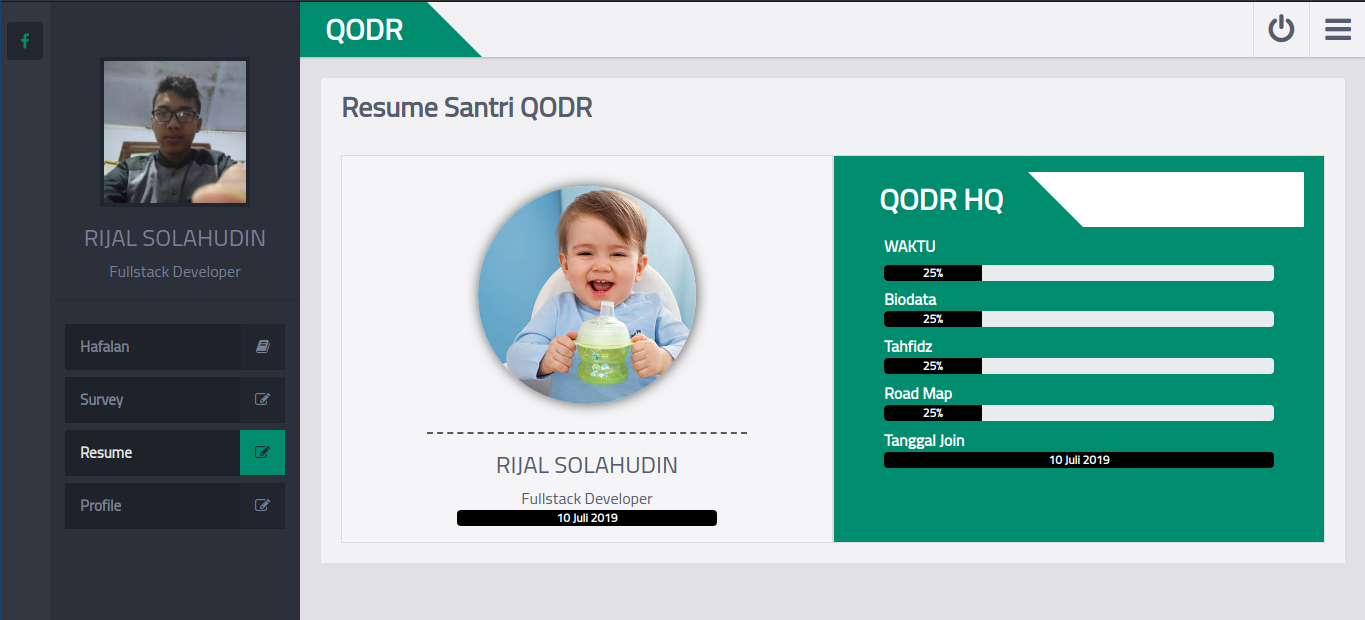 QODR
RIJAL SOLAHUDIN
Fullstack Developer
Hafalan
Survey
Resume
Profile
Resume Santri QODR
RIJAL SOLAHUDIN
Fullstack Developer
10 Juli 2019
QODR HQ
WAKTU
25%
Biodata
25%
Tahfidz
25%
Road Map
25%
Tanggal Join
10 Juli 2019